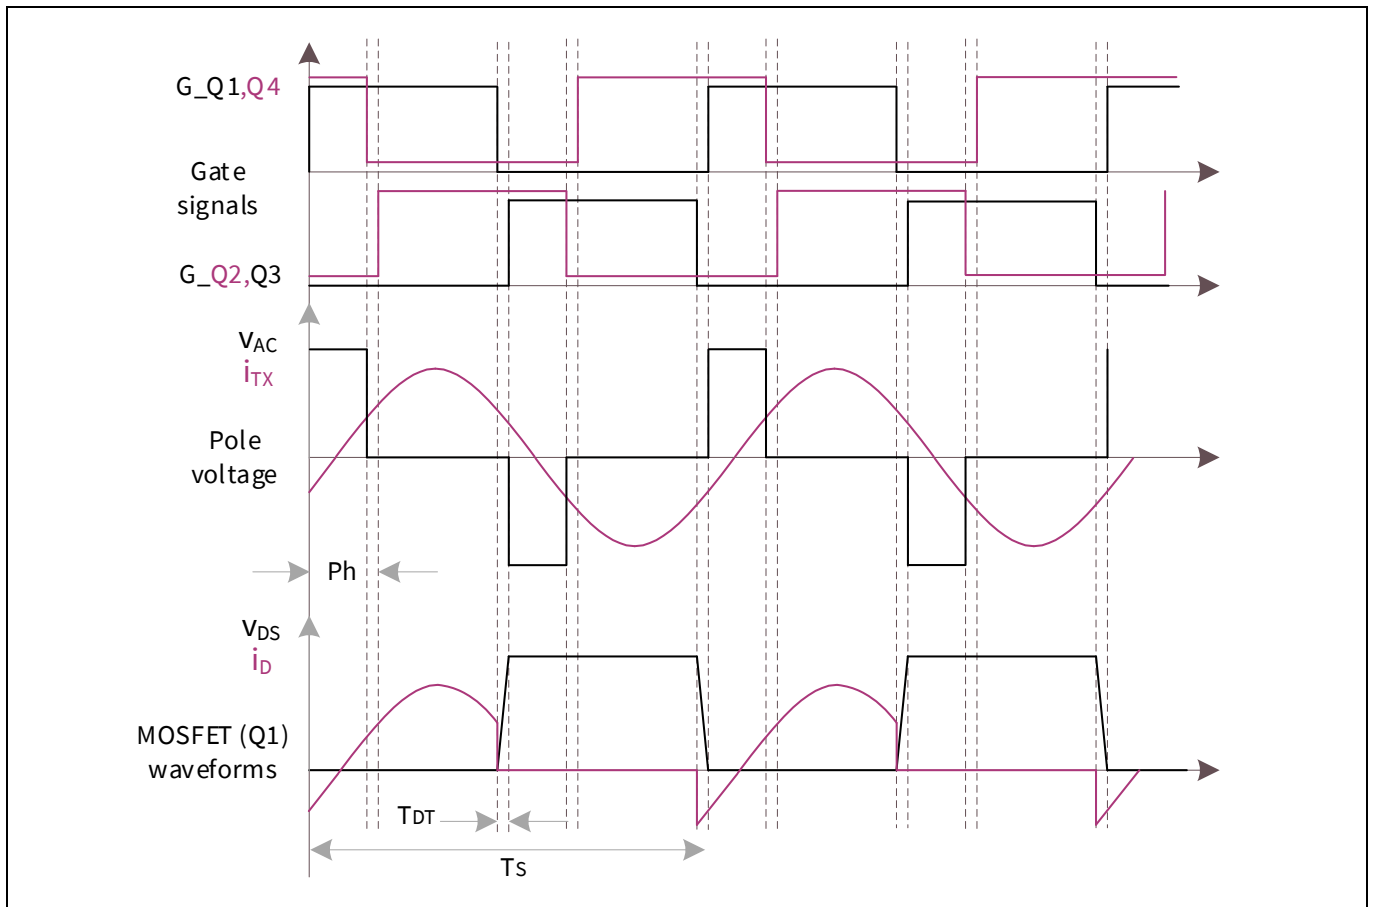 G_Q1,Q4
Gate
signals
G_Q2,Q3
vAC
iTX
Pole
voltage
Ph
vDS
iD
MOSFET (Q1)
waveforms
TDT
Ts